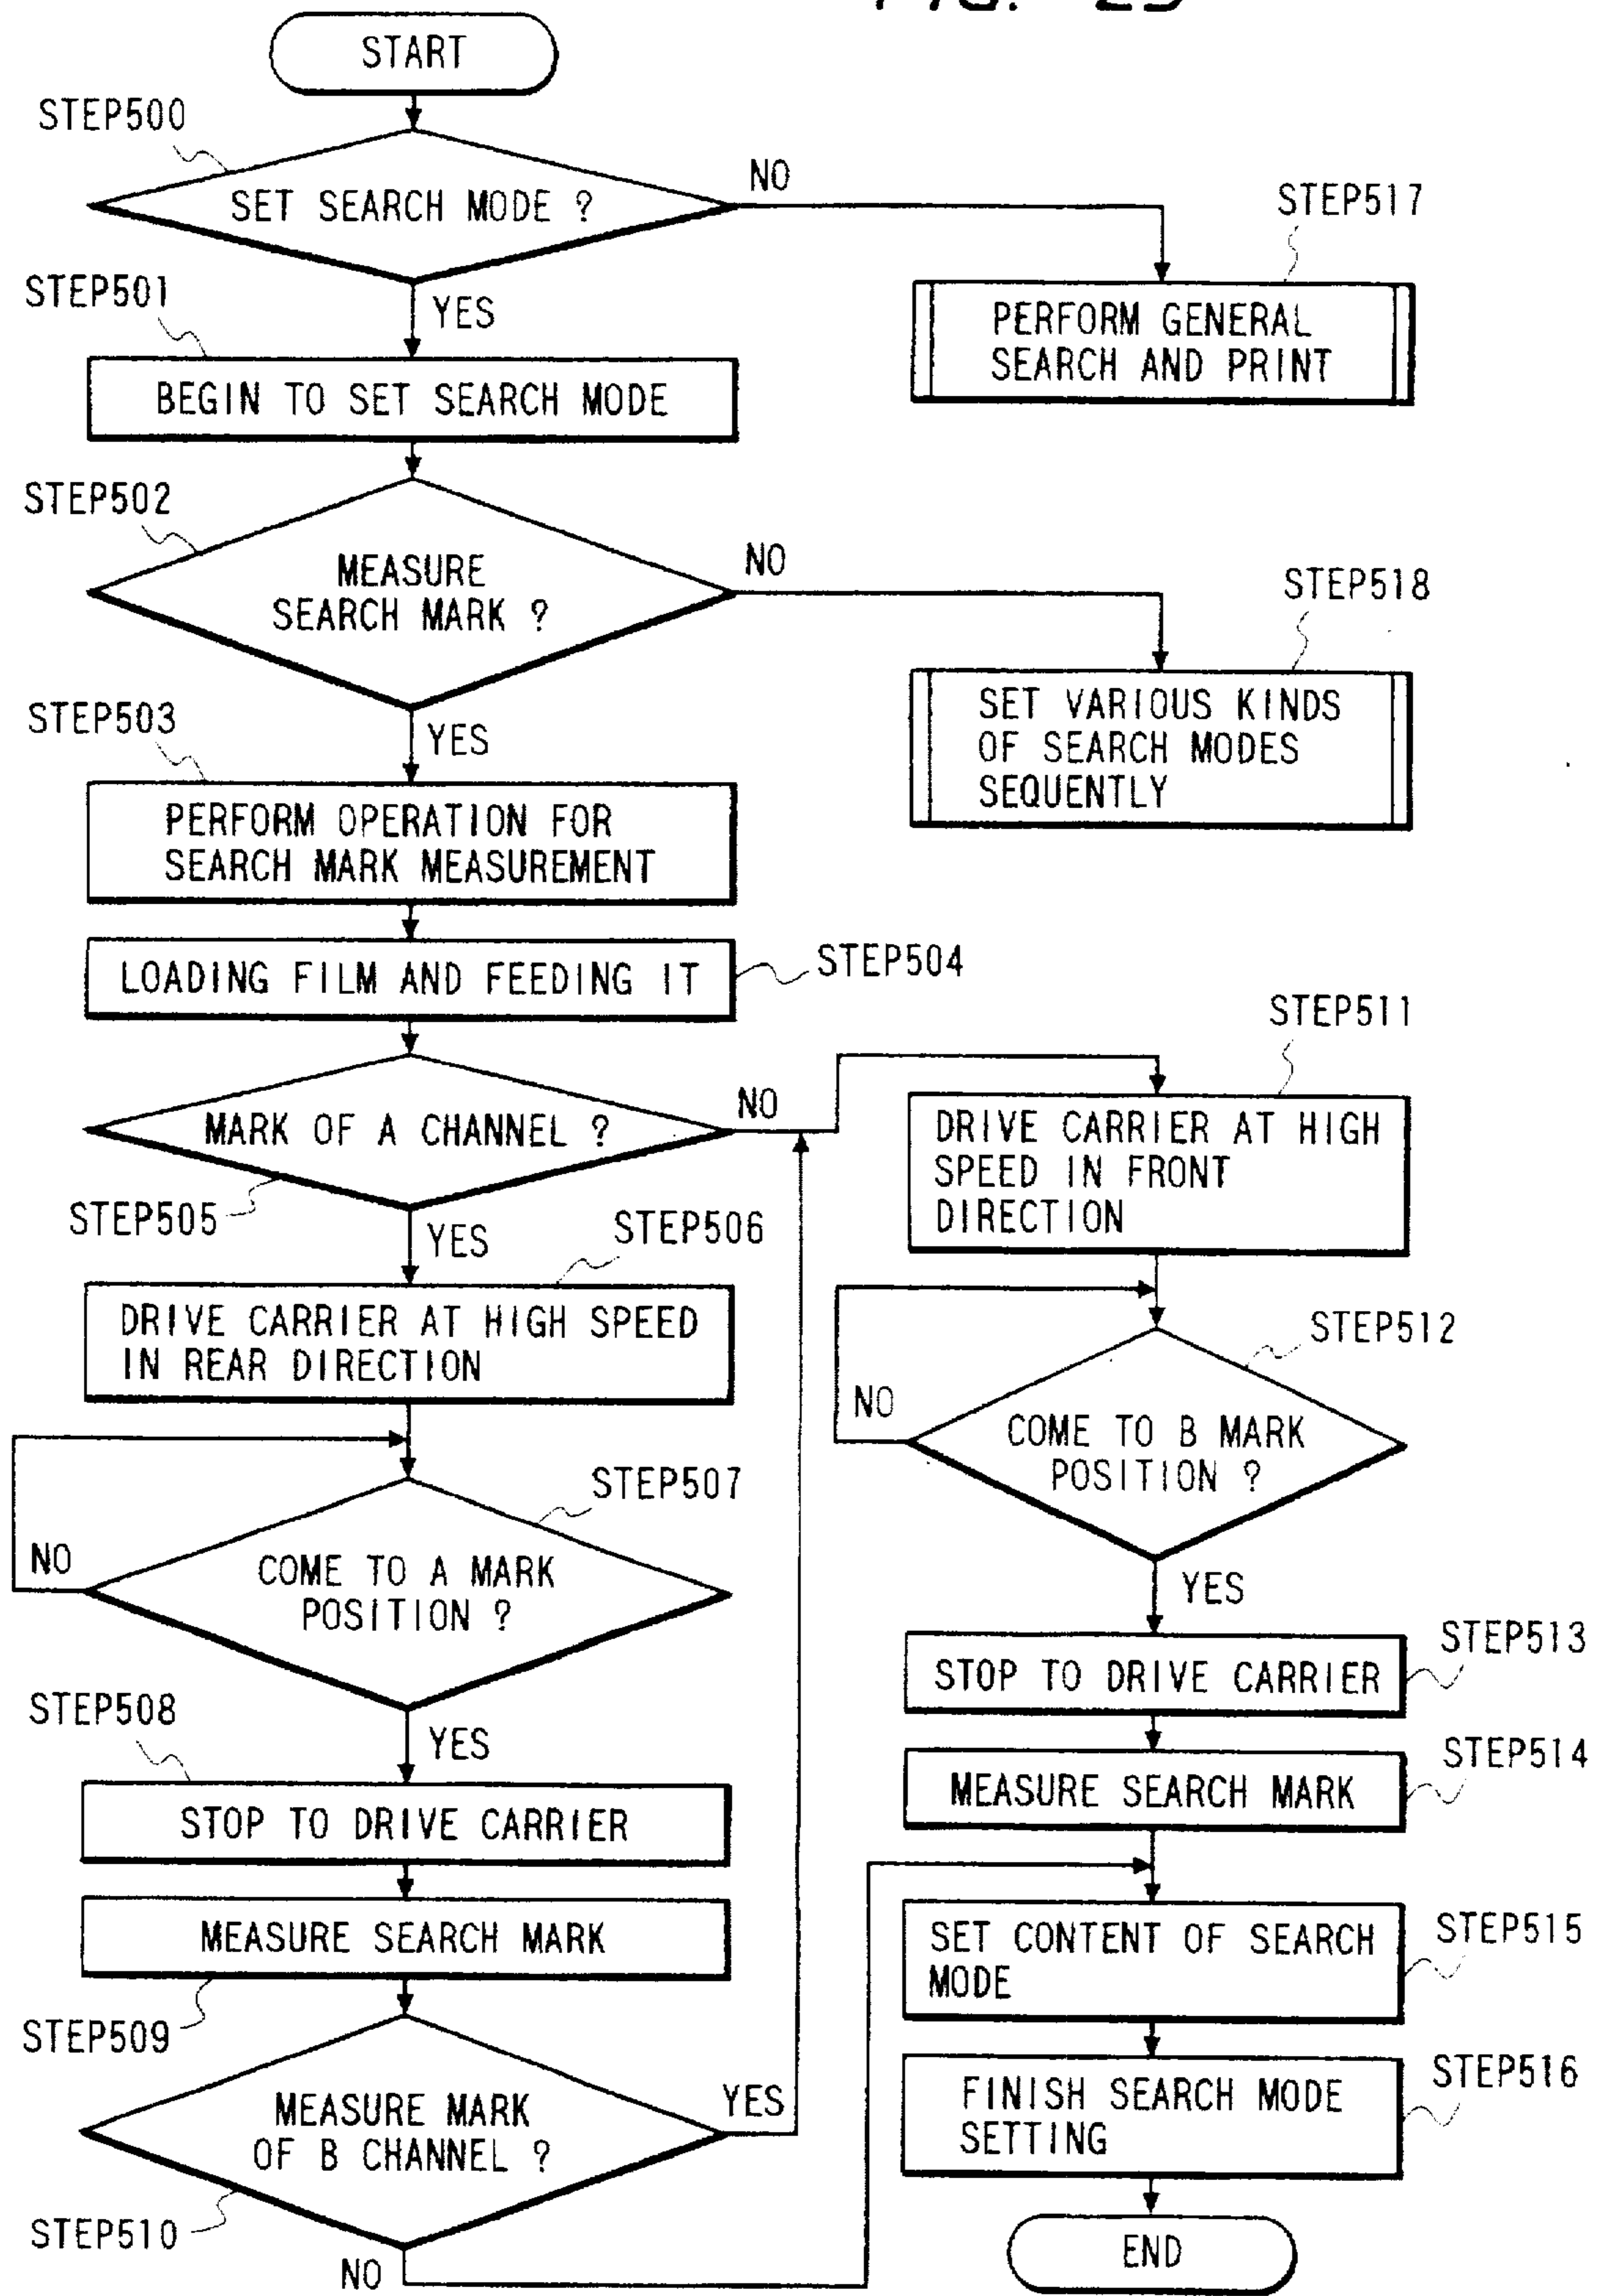 FIG. 25
START
STEP500
SET SEARCH MODE ?
NO
STEP517
PERFORM GENERAL
SEARCH AND PRINT
YES
STEP501
BEGIN TO SET SEARCH MODE
STEP502
MEASURE
SEARCH MARK ?
NO
STEP518
SET VARIOUS KINDS
OF SEARCH MODES
SEQUENTLY
YES
STEP503
PERFORM OPERATION FOR
SEARCH MARK MEASUREMENT
LOADING FILM AND FEEDING IT
STEP504
MARK OF A CHANNEL ?
NO
STEP505
YES
STEP506
DRIVE CARRIER AT HIGH SPEED
IN REAR DIRECTION
STEP507
NO
COME TO A MARK
POSITION ?
YES
STEP508
STOP TO DRIVE CARRIER
MEASURE SEARCH MARK
STEP509
MEASURE MARK
OF B CHANNEL ?
YES
STEP510
NO
STEP511
DRIVE CARRIER AT HIGH
SPEED IN FRONT
DIRECTION
STEP512
NO
COME TO B MARK
POSITION ?
YES
STEP513
STOP TO DRIVE CARRIER
STEP514
MEASURE SEARCH MARK
STEP515
SET CONTENT OF SEARCH
MODE
STEP516
FINISH SEARCH MODE
SETTING
END